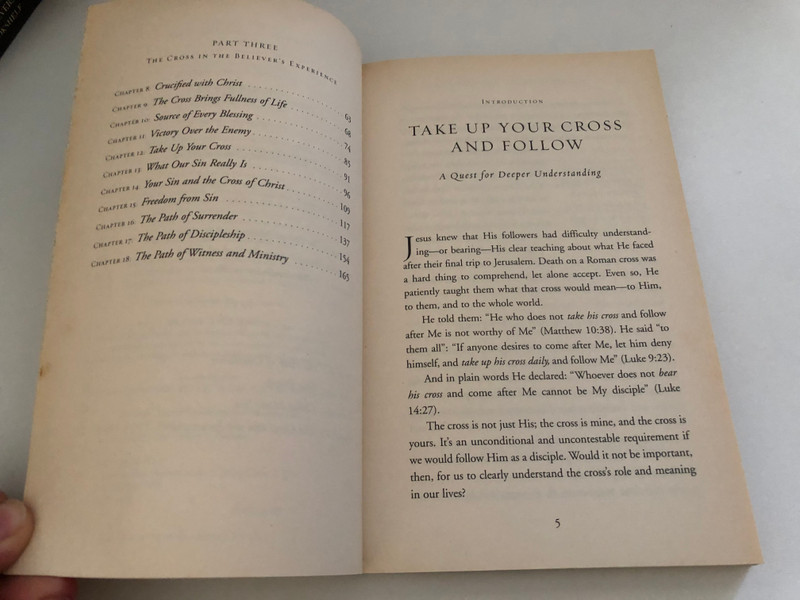 PART THREE
THE CROSS IN THE BELIEVER'S EXPERIENCE
CHAPTER 8: Crucified with Christ 63
CHAPTER 9: The Cross Brings Fullness of Life 68
CHAPTER 10: Source of Every Blessing 74
CHAPTER 11: Victory Over the Enemy 85
CHAPTER 12: Take Up Your Cross 91
CHAPTER 13: What Our Sin Really Is 96
CHAPTER 14: Your Sin and the Cross of Christ 109
CHAPTER 15: Freedom from Sin 117
CHAPTER 16: The Path of Surrender 137
CHAPTER 17: The Path of Discipleship 154
CHAPTER 18: The Path of Witness and Ministry 165
INTRODUCTION
TAKE UP YOUR CROSS
AND FOLLOW
A Quest for Deeper Understanding
Jesus knew that His followers had difficulty understand-
ing—or bearing—His clear teaching about what He faced
after their final trip to Jerusalem. Death on a Roman cross was
a hard thing to comprehend, let alone accept. Even so, He
patiently taught them what that cross would mean—to Him,
to them, and to the whole world.
He told them: “He who does not take his cross and follow
after Me is not worthy of Me” (Matthew 10:38). He said “to
them all”: “If anyone desires to come after Me, let him deny
himself, and take up his cross daily, and follow Me” (Luke 9:23).
And in plain words He declared: “Whoever does not bear
his cross and come after Me cannot be My disciple” (Luke
14:27).
The cross is not just His; the cross is mine, and the cross is
yours. It’s an unconditional and uncontestable requirement if
we would follow Him as a disciple. Would it not be important,
then, for us to clearly understand the cross’s role and meaning
in our lives?
5